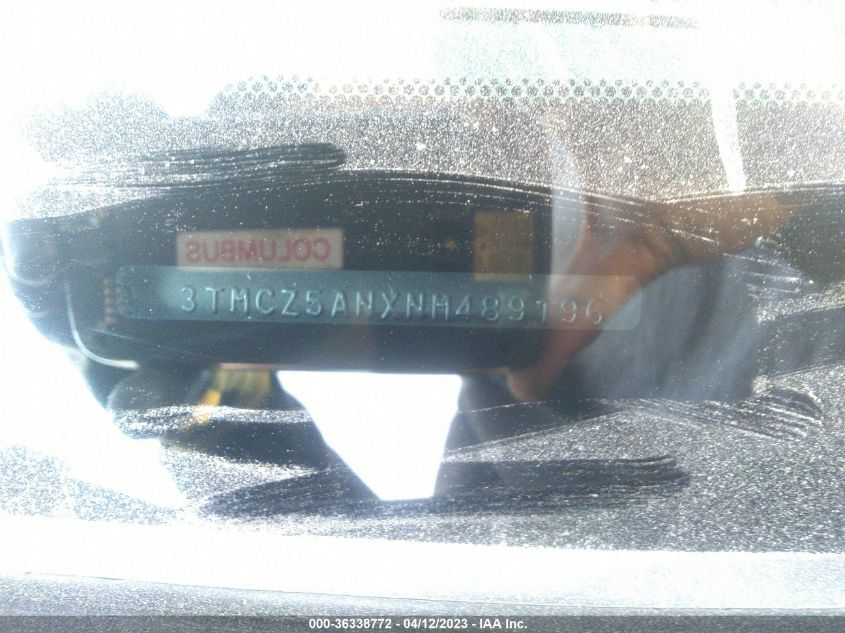 COLUMBUS
3TMCZ5ANXNM489196
000-36338772 - 04/12/2023 - IAA Inc.